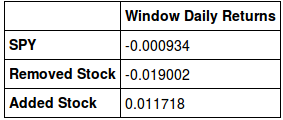 Window Daily Returns
SPY -0.000934
Removed Stock -0.019002
Added Stock 0.011718